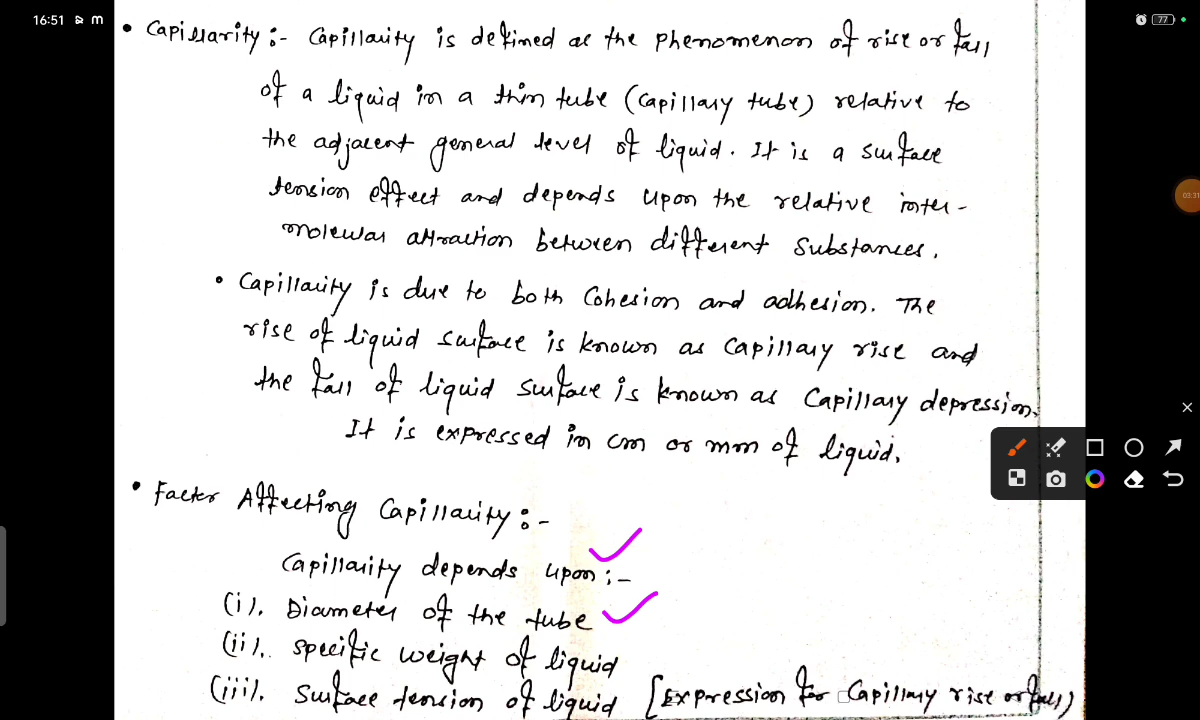 16:51 m
77
• Capillarity :- Capillarity is defined as the phenomenon of rise or fall
of a liquid in a thin tube (capillary tube) relative to
the adjacent general level of liquid. It is a surface
tension effect and depends upon the relative inter-
molecular attraction between different substances.
• Capillarity is due to both Cohesion and adhesion. The
rise of liquid surface is known as capillary rise and
the fall of liquid surface is known as Capillary depression.
It is expressed in cm or mm of liquid.
• Factor Affecting Capillarity :-
Capillarity depends upon :-
(i). Diameter of the tube
(ii). specific weight of liquid
(iii). Surface tension of liquid [Expression for Capillary rise or fall)
03:31